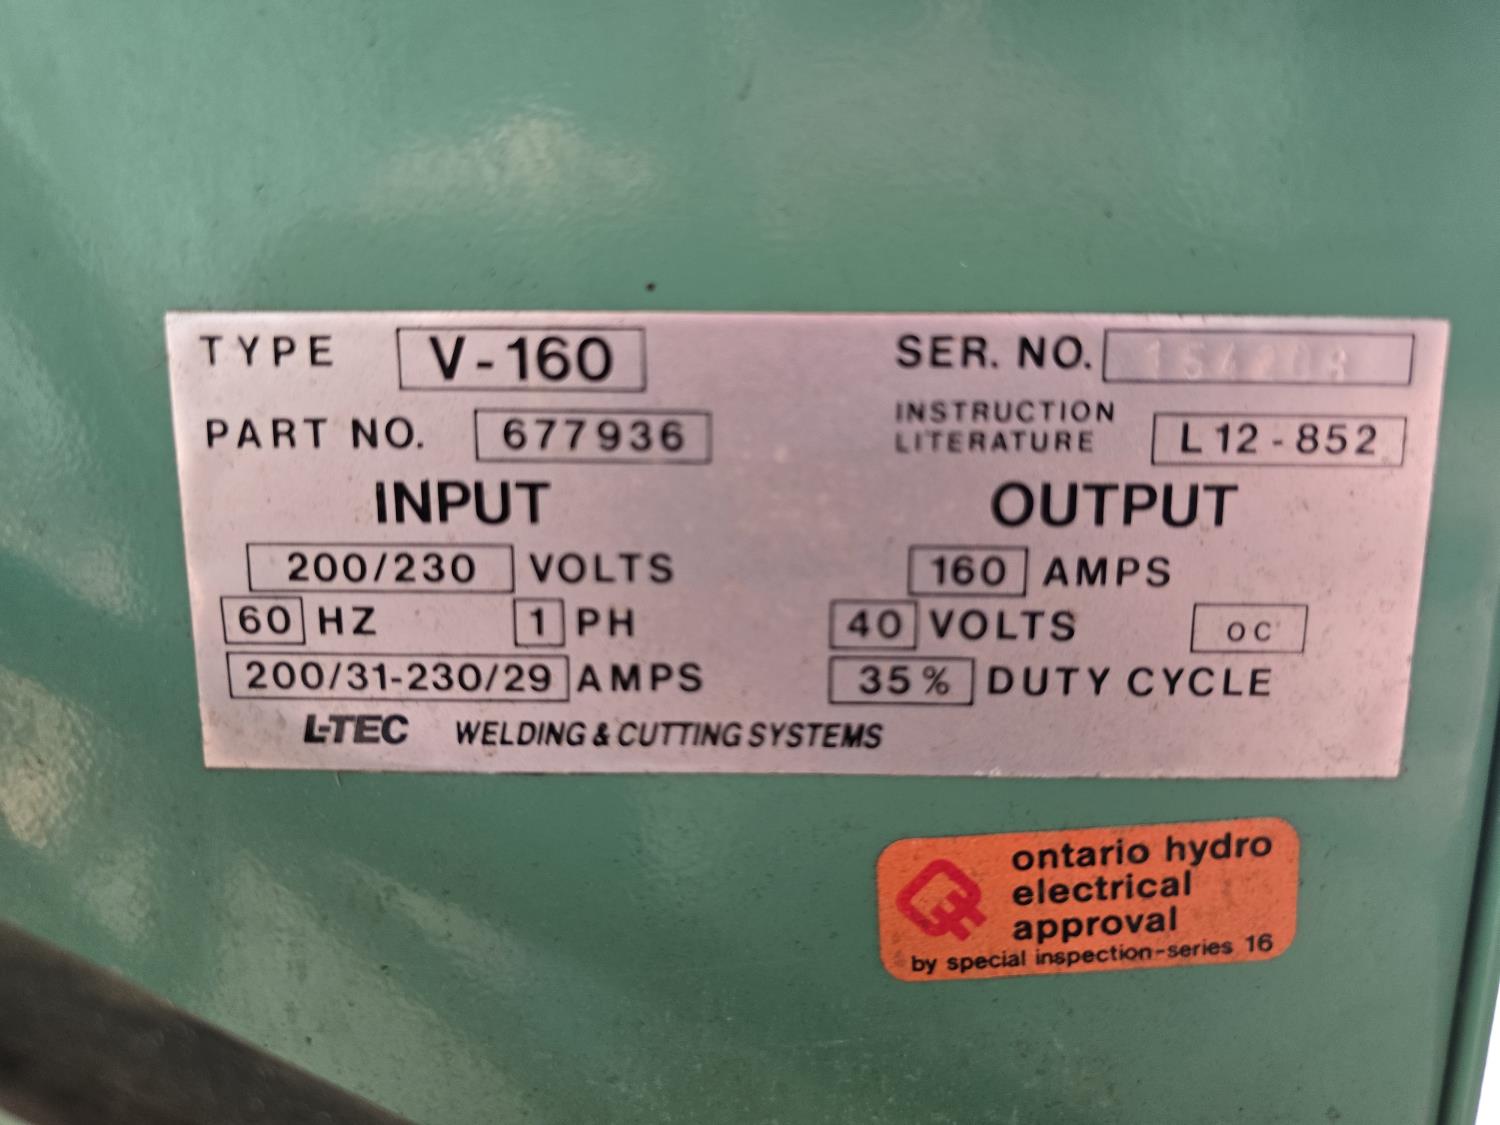 TYPE V-160
SER. NO.
PART NO. 677936
INSTRUCTION
LITERATURE L12-852
INPUT
200/230 VOLTS
60 HZ 1 PH
200/31-230/29 AMPS
OUTPUT
160 AMPS
40 VOLTS OC
35% DUTY CYCLE
L-TEC WELDING & CUTTING SYSTEMS
ontario hydro
electrical
approval
by special inspection-series 16